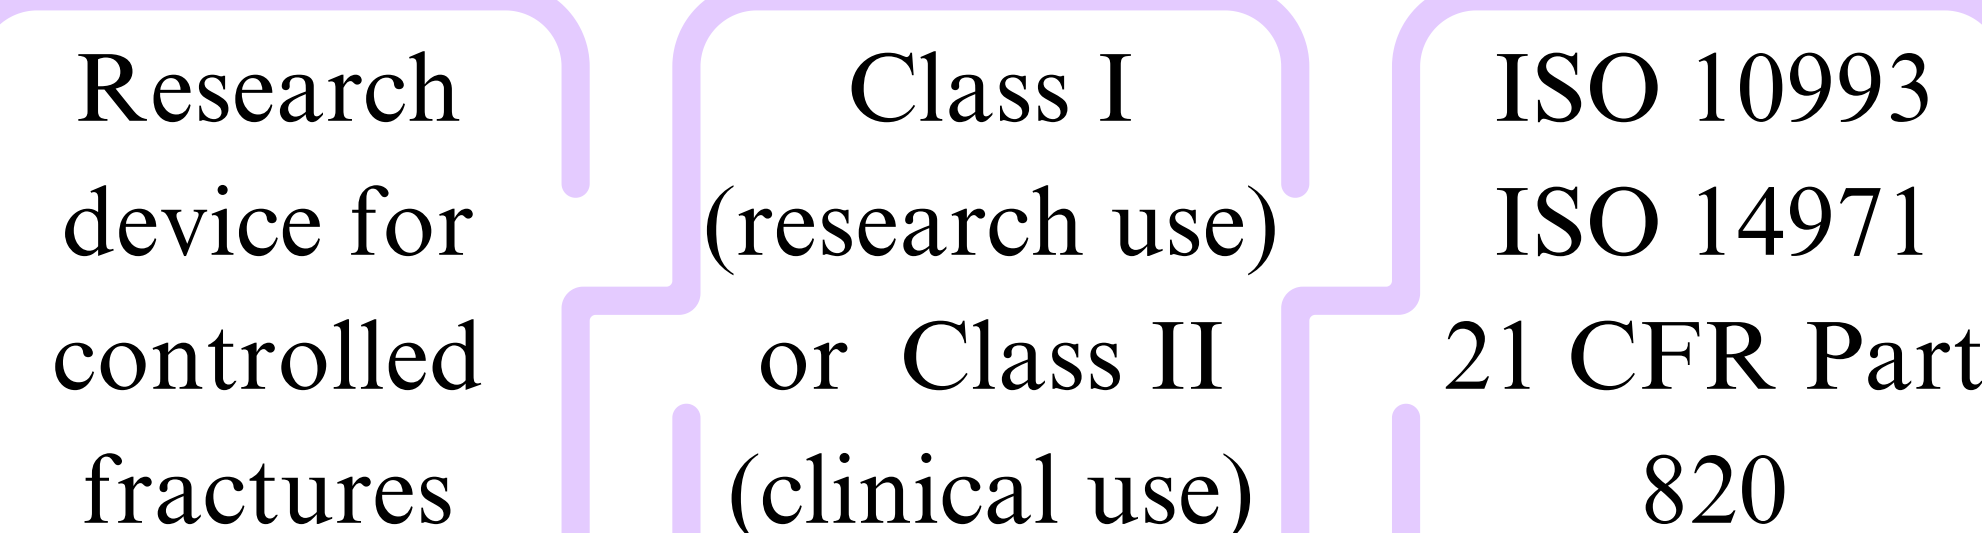 Research
device for
controlled
fractures
Class I
(research use)
or Class II
(clinical use)
ISO 10993
ISO 14971
21 CFR Part
820